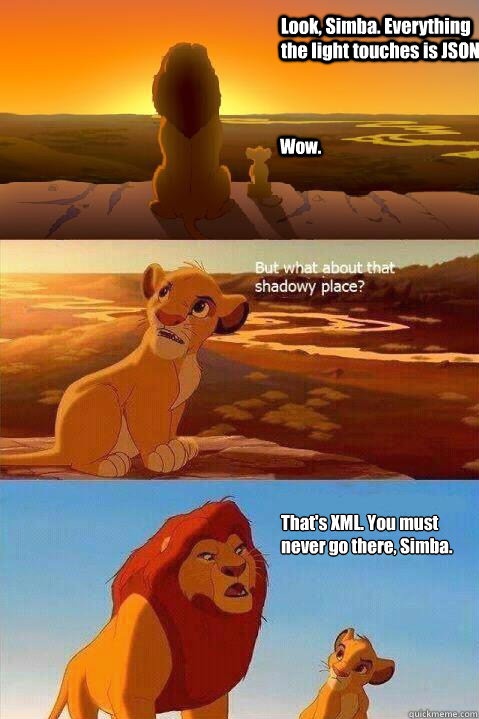 Look, Simba. Everything
the light touches is JSON
Wow.
But what about that
shadowy place?
That's XML. You must
never go there, Simba.
quickmeme.com